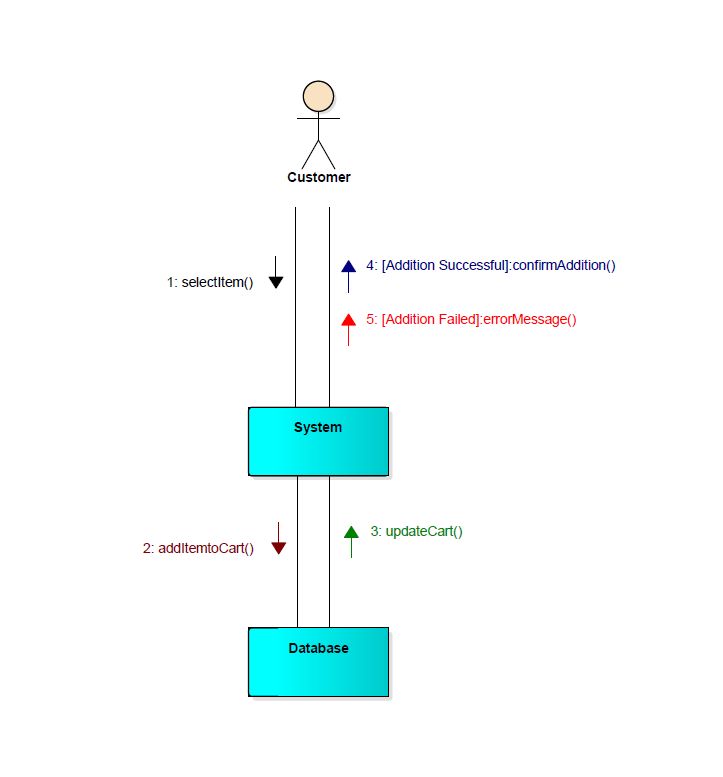 Customer
1: selectItem()
4: [Addition Successful]:confirmAddition()
5: [Addition Failed]:errorMessage()
System
2: addItemtoCart()
3: updateCart()
Database